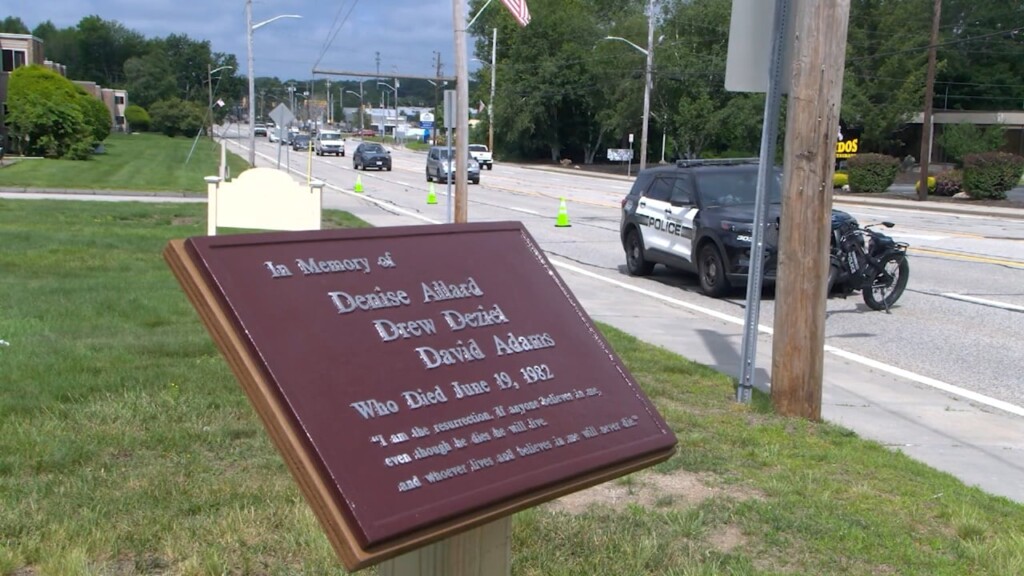 In Memory of
Denise Allard
Drew Deziel
David Adams
Who Died June 19, 1982
"I am the resurrection. If anyone believes in me,
even though he dies he will live.
and whoever lives and believes in me will never die."
POLICE
DOS